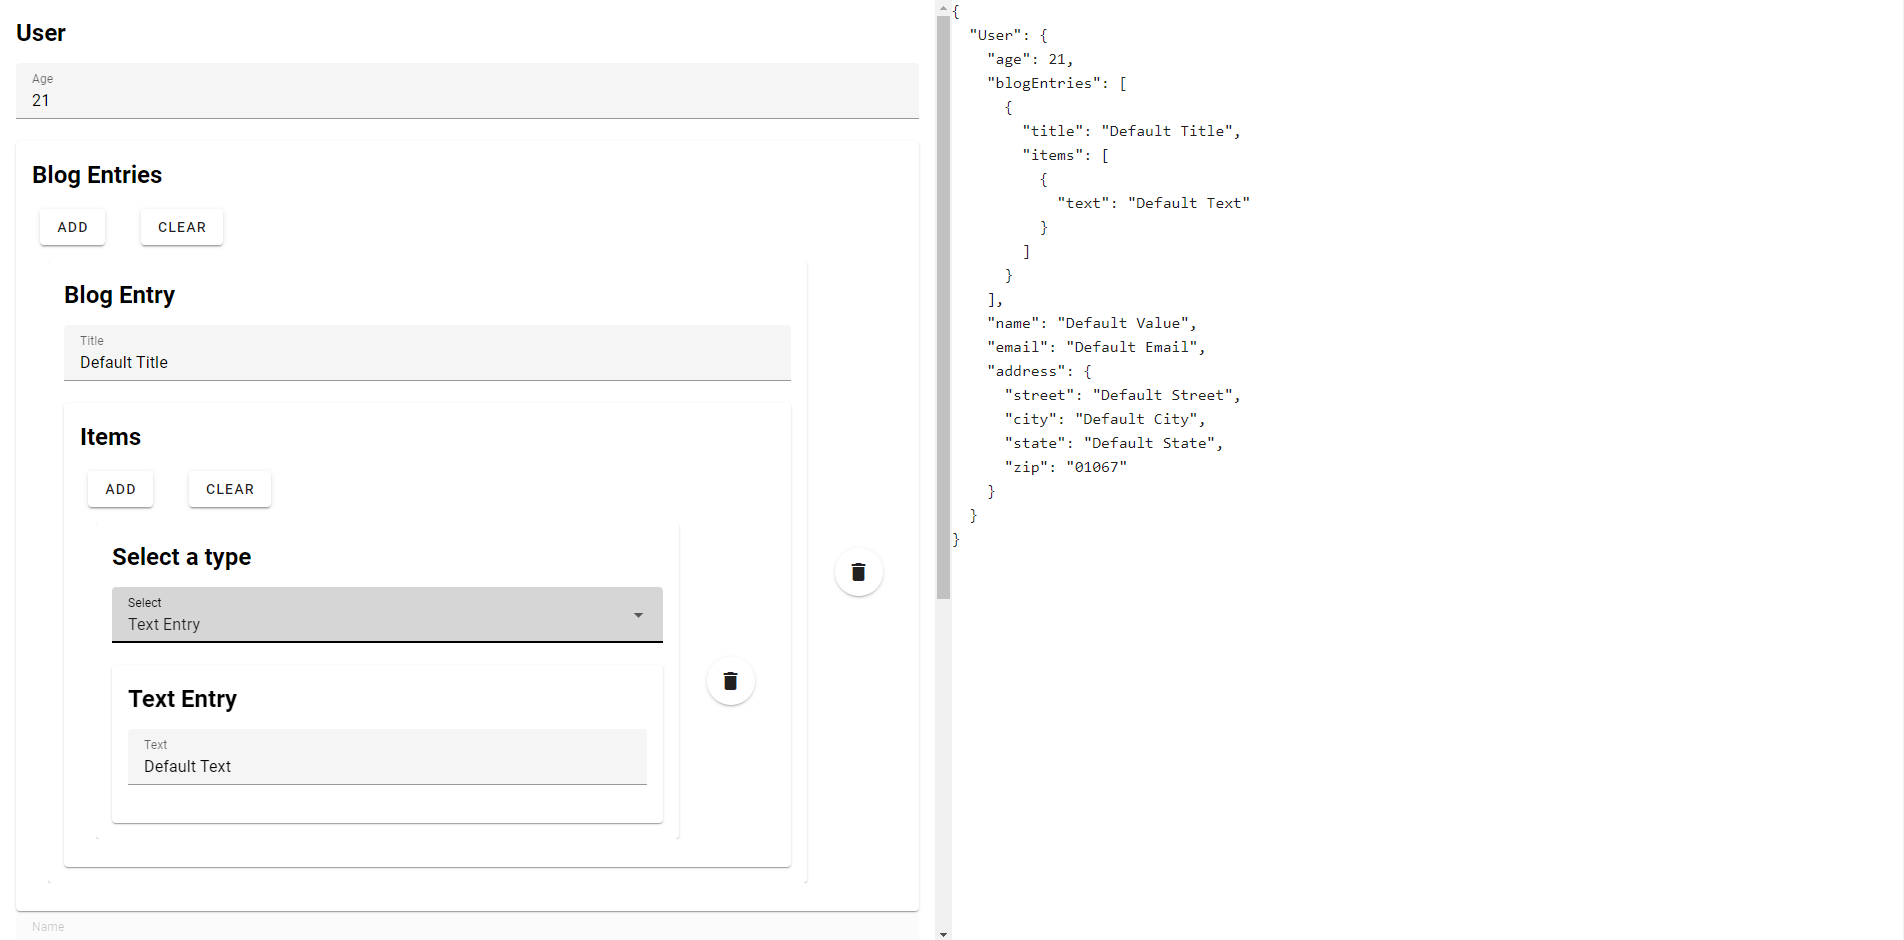 User
Age
21
Blog Entries
ADD CLEAR
Blog Entry
Title
Default Title
Items
ADD CLEAR
Select a type
Select
Text Entry
Text Entry
Text
Default Text
Name
{
"User": {
"age": 21,
"blogEntries": [
{
"title": "Default Title",
"items": [
{
"text": "Default Text"
}
]
}
],
"name": "Default Value",
"email": "Default Email",
"address": {
"street": "Default Street",
"city": "Default City",
"state": "Default State",
"zip": "01067"
}
}
}